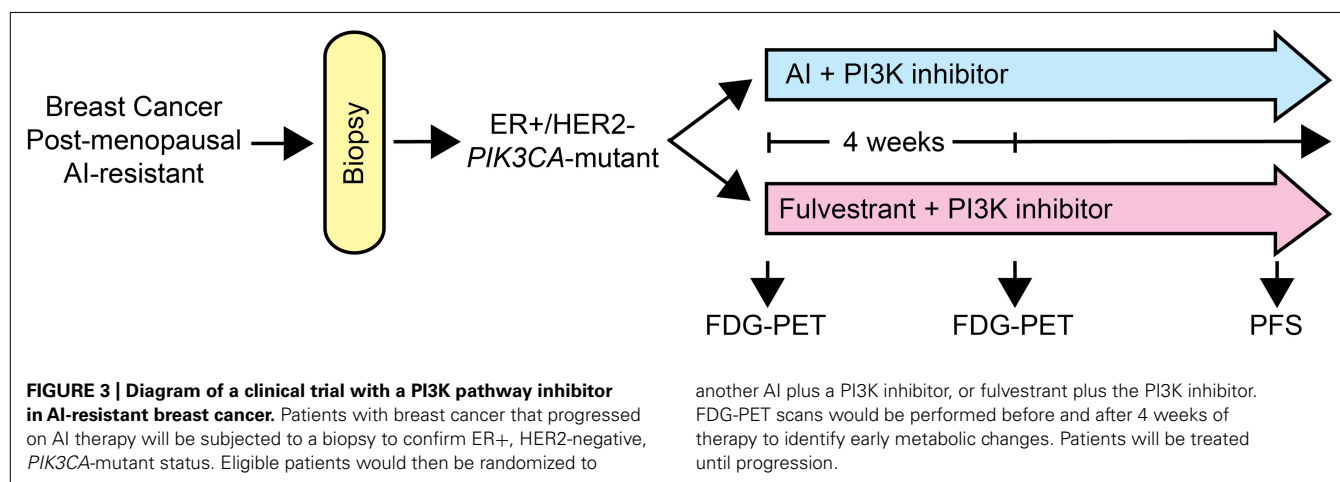 Breast Cancer
Post-menopausal
AI-resistant
Biopsy
ER+/HER2-
PIK3CA-mutant
AI + PI3K inhibitor
4 weeks
Fulvestrant + PI3K inhibitor
FDG-PET
FDG-PET
PFS
FIGURE 3 | Diagram of a clinical trial with a PI3K pathway inhibitor
in AI-resistant breast cancer. Patients with breast cancer that progressed
on AI therapy will be subjected to a biopsy to confirm ER+, HER2-negative,
PIK3CA-mutant status. Eligible patients would then be randomized to
another AI plus a PI3K inhibitor, or fulvestrant plus the PI3K inhibitor.
FDG-PET scans would be performed before and after 4 weeks of
therapy to identify early metabolic changes. Patients will be treated
until progression.